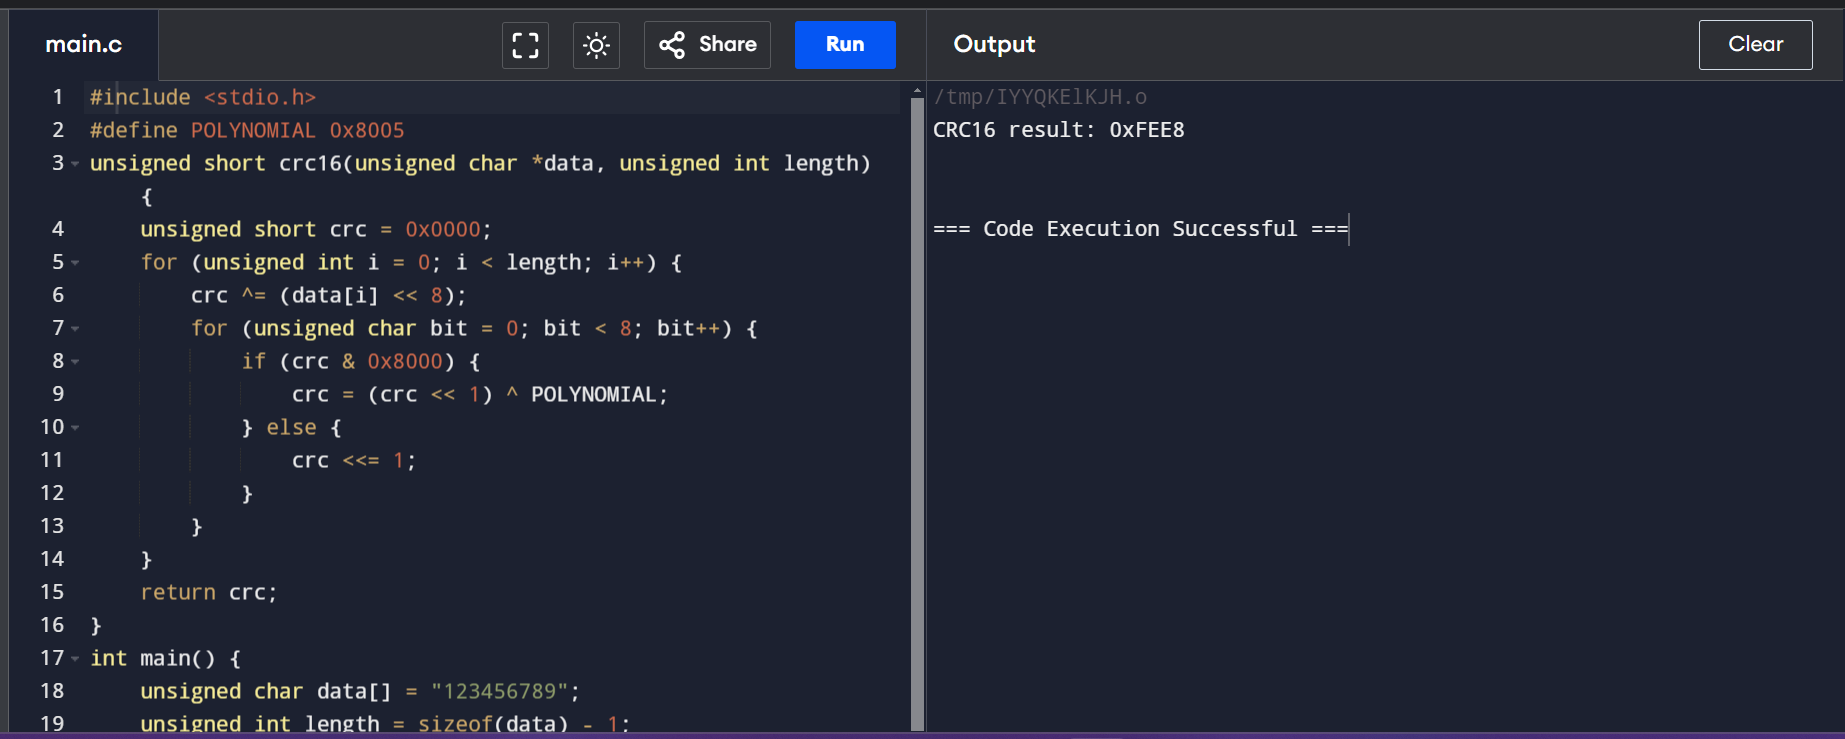 main.c
Share
Run
Output
Clear
1 #include <stdio.h>
2 #define POLYNOMIAL 0x8005
3 unsigned short crc16(unsigned char *data, unsigned int length)
{
4 unsigned short crc = 0x0000;
5 for (unsigned int i = 0; i < length; i++) {
6 crc ^= (data[i] << 8);
7 for (unsigned char bit = 0; bit < 8; bit++) {
8 if (crc & 0x8000) {
9 crc = (crc << 1) ^ POLYNOMIAL;
10 } else {
11 crc <<= 1;
12 }
13 }
14 }
15 return crc;
16 }
17 int main() {
18 unsigned char data[] = "123456789";
19 unsigned int length = sizeof(data) - 1;
/tmp/IYYQKElKJH.o
CRC16 result: 0xFEE8
=== Code Execution Successful ===